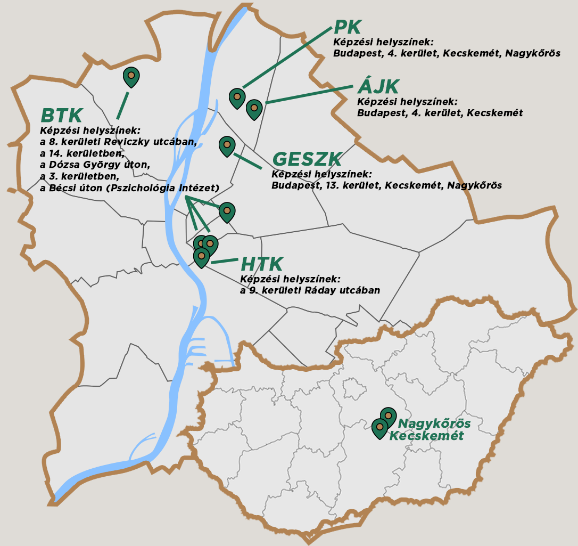 PK
Képzési helyszínek:
Budapest, 4. kerület, Kecskemét, Nagykőrös
ÁJK
Képzési helyszínek:
Budapest, 4. kerület, Kecskemét
BTK
Képzési helyszínek:
a 8. kerületi Reviczky utcában,
a 14. kerületben,
a Dózsa György úton,
a 3. kerületben,
a Bécsi úton (Pszichológia Intézet)
GESZK
Képzési helyszínek:
Budapest, 13. kerület, Kecskemét, Nagykőrös
HTK
Képzési helyszínek:
a 9. kerületi Ráday utcában
Nagykőrös
Kecskemét